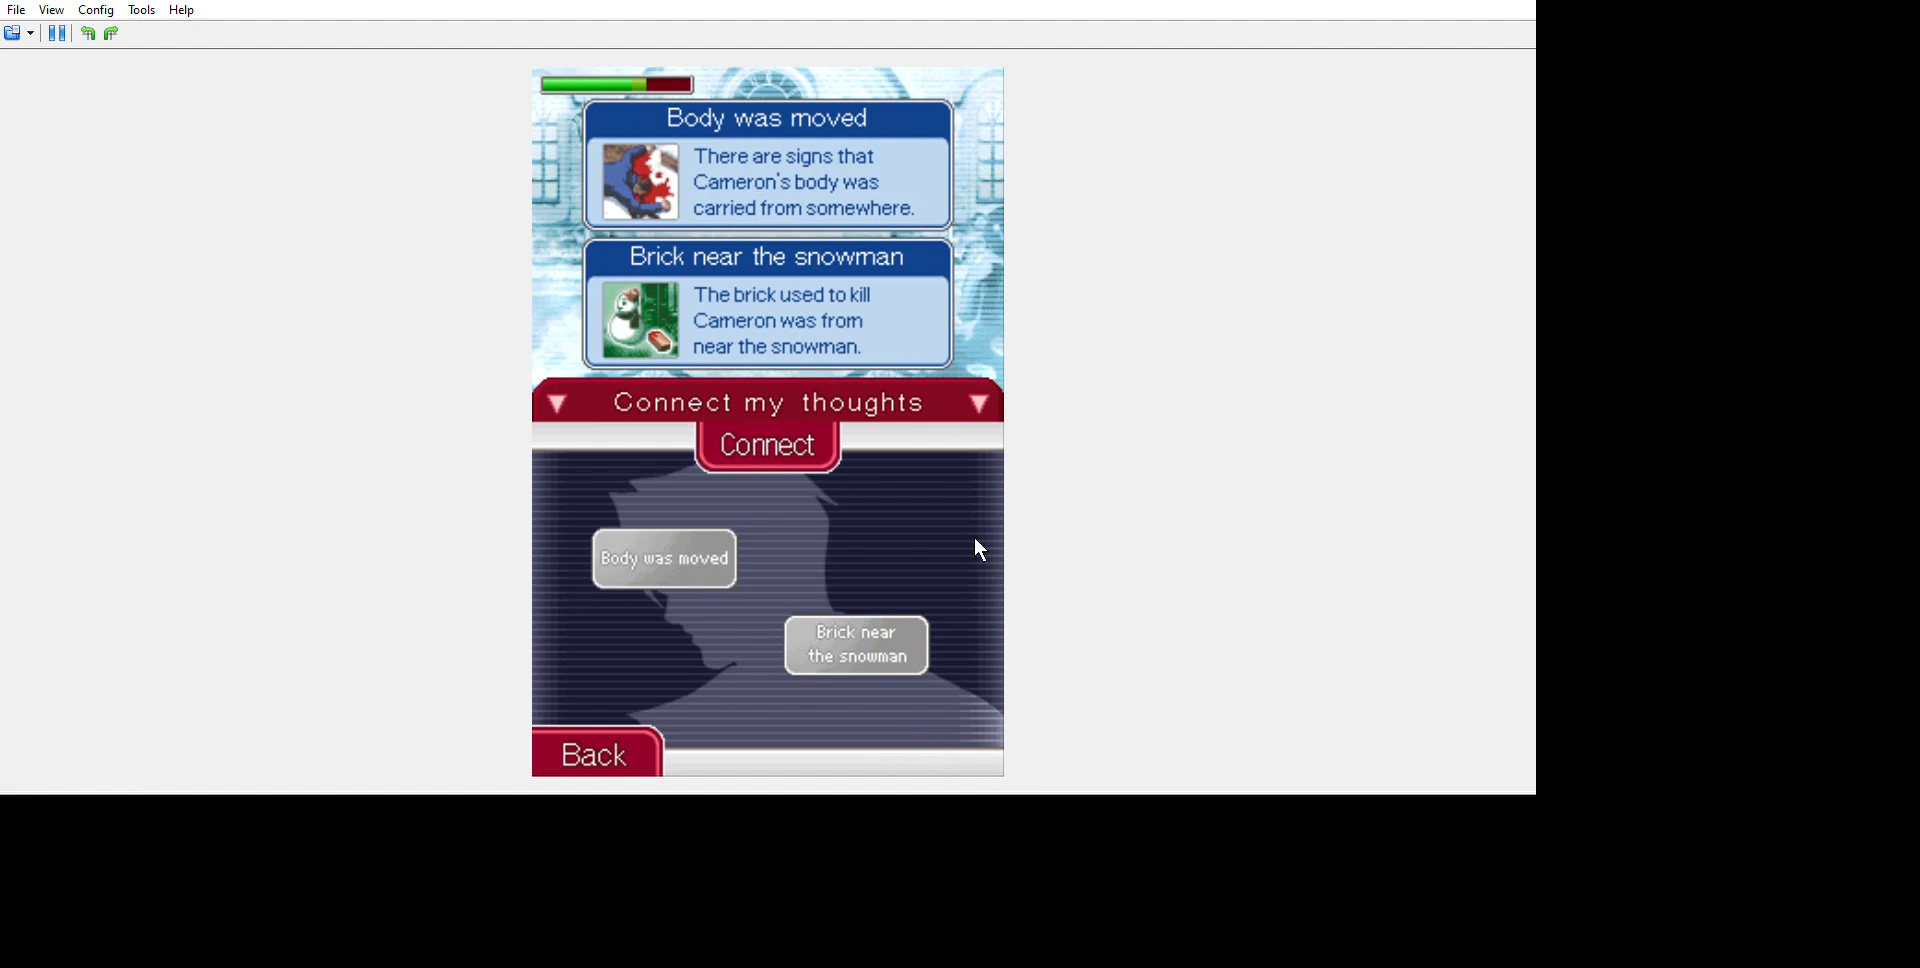 File View Config Tools Help
Body was moved
There are signs that
Cameron's body was
carried from somewhere.
Brick near the snowman
The brick used to kill
Cameron was from
near the snowman.
Connect my thoughts
Connect
Body was moved
Brick near
the snowman
Back